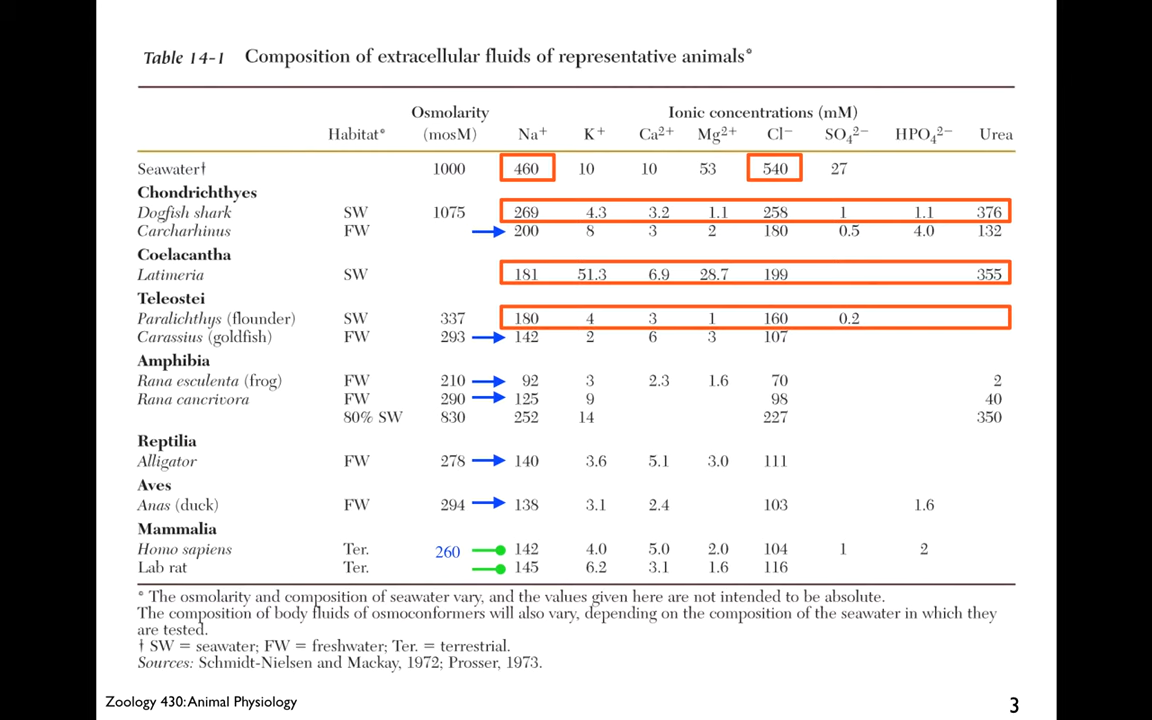 Table 14-1 Composition of extracellular fluids of representative animals*
Osmolarity Ionic concentrations (mM)
Habitat* (mosM) Na+ K+ Ca2+ Mg2+ Cl− SO42− HPO42− Urea
Seawater† 1000 460 10 10 53 540 27
Chondrichthyes
Dogfish shark SW 1075 269 4.3 3.2 1.1 258 1 1.1 376
Carcharhinus FW 200 8 3 2 180 0.5 4.0 132
Coelacantha
Latimeria SW 181 51.3 6.9 28.7 199 355
Teleostei
Paralichthys (flounder) SW 337 180 4 3 1 160 0.2
Carassius (goldfish) FW 293 142 2 6 3 107
Amphibia
Rana esculenta (frog) FW 210 92 3 2.3 1.6 70 2
Rana cancrivora FW 290 125 9 98 40
80% SW 830 252 14 227 350
Reptilia
Alligator FW 278 140 3.6 5.1 3.0 111
Aves
Anas (duck) FW 294 138 3.1 2.4 103 1.6
Mammalia
Homo sapiens Ter. 260 142 4.0 5.0 2.0 104 1 2
Lab rat Ter. 145 6.2 3.1 1.6 116
* The osmolarity and composition of seawater vary, and the values given here are not intended to be absolute.
The composition of body fluids of osmoconformers will also vary, depending on the composition of the seawater in which they
are tested.
† SW = seawater; FW = freshwater; Ter. = terrestrial.
Sources: Schmidt-Nielsen and Mackay, 1972; Prosser, 1973.
Zoology 430: Animal Physiology 3